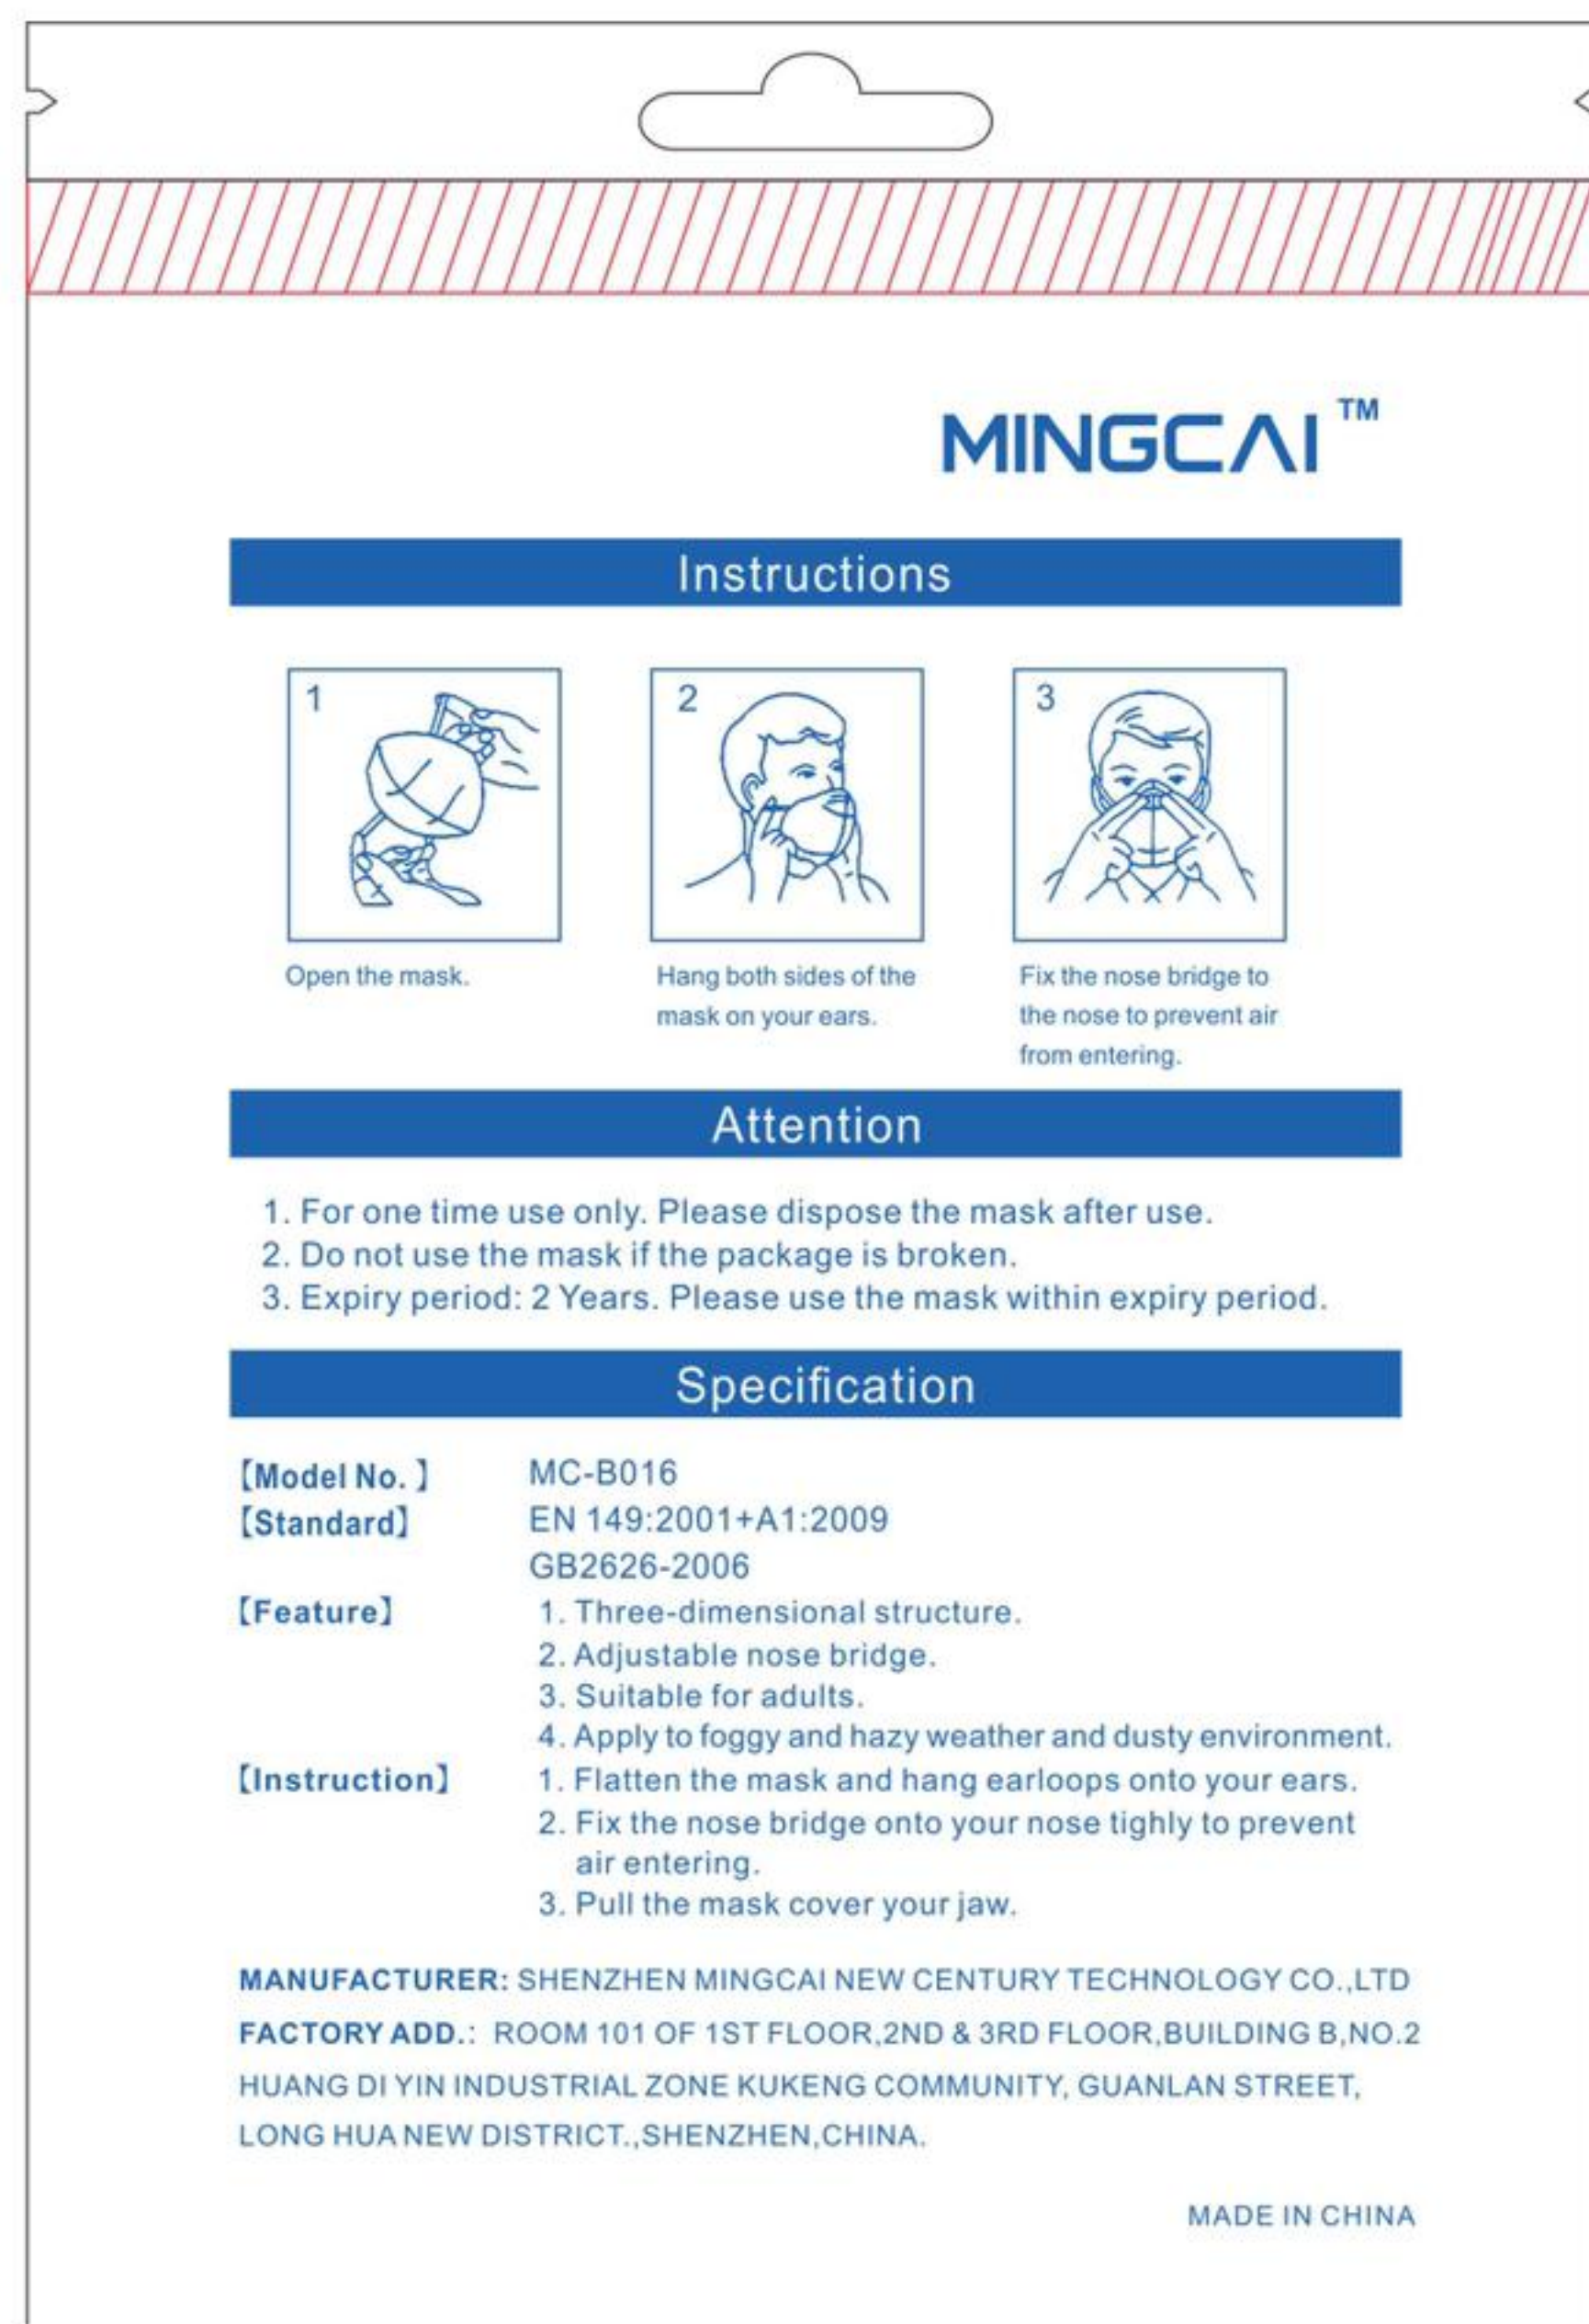 MINGCAI™
Instructions
1
2
3
Open the mask.
Hang both sides of the
mask on your ears.
Fix the nose bridge to
the nose to prevent air
from entering.
Attention
1. For one time use only. Please dispose the mask after use.
2. Do not use the mask if the package is broken.
3. Expiry period: 2 Years. Please use the mask within expiry period.
Specification
【Model No.】 MC-B016
【Standard】 EN 149:2001+A1:2009
GB2626-2006
【Feature】 1. Three-dimensional structure.
2. Adjustable nose bridge.
3. Suitable for adults.
4. Apply to foggy and hazy weather and dusty environment.
【Instruction】 1. Flatten the mask and hang earloops onto your ears.
2. Fix the nose bridge onto your nose tighly to prevent
air entering.
3. Pull the mask cover your jaw.
MANUFACTURER: SHENZHEN MINGCAI NEW CENTURY TECHNOLOGY CO.,LTD
FACTORY ADD.: ROOM 101 OF 1ST FLOOR,2ND & 3RD FLOOR,BUILDING B,NO.2
HUANG DI YIN INDUSTRIAL ZONE KUKENG COMMUNITY, GUANLAN STREET,
LONG HUA NEW DISTRICT.,SHENZHEN,CHINA.
MADE IN CHINA